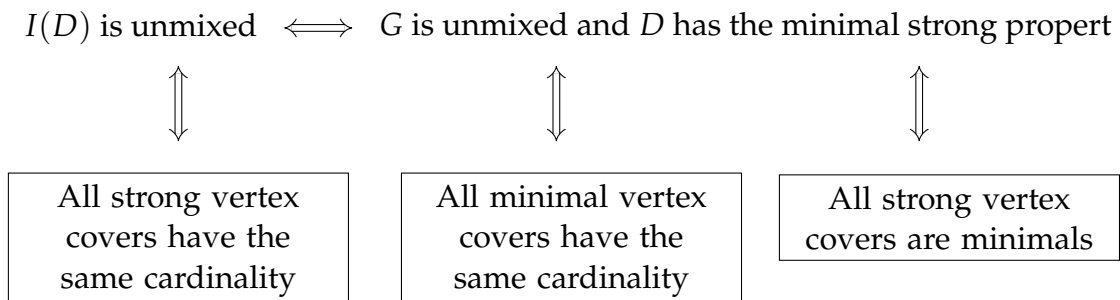 I(D) is unmixed ⟺ G is unmixed and D has the minimal strong propert
⇕ ⇕ ⇕
All strong vertex
covers have the
same cardinality
All minimal vertex
covers have the
same cardinality
All strong vertex
covers are minimals